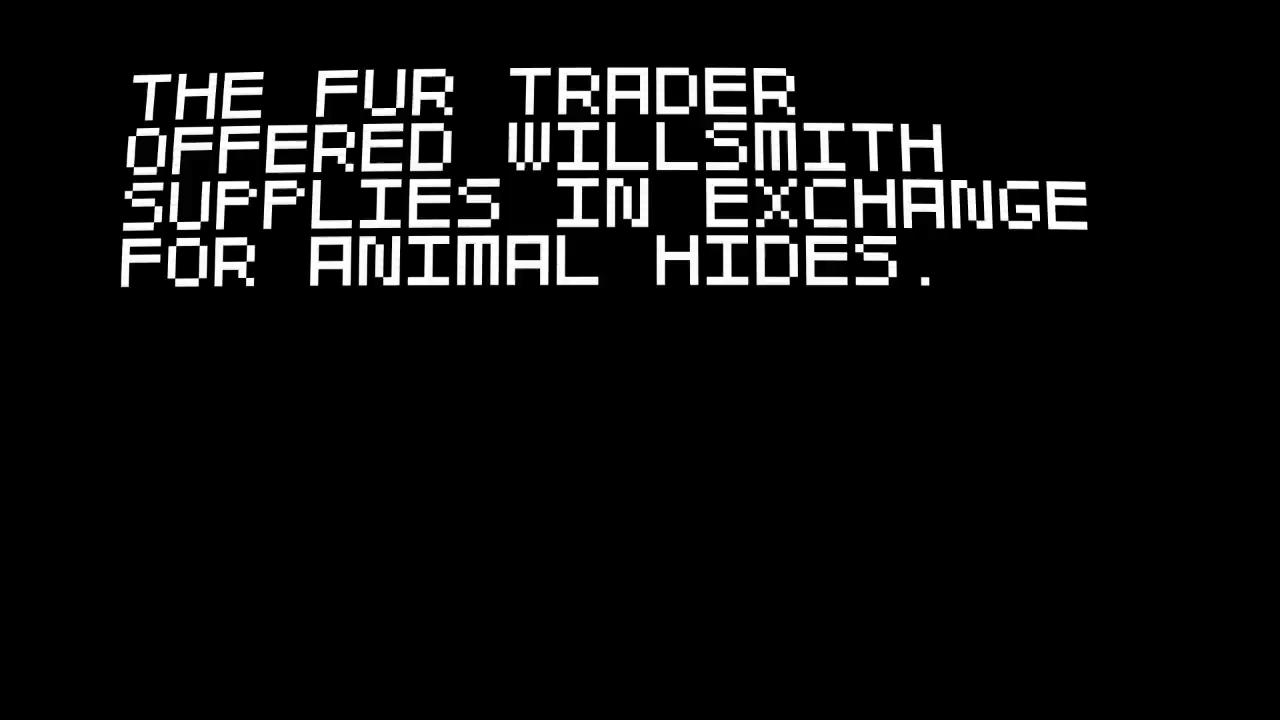 THE FUR TRADER
OFFERED WILLSMITH
SUPPLIES IN EXCHANGE
FOR ANIMAL HIDES.